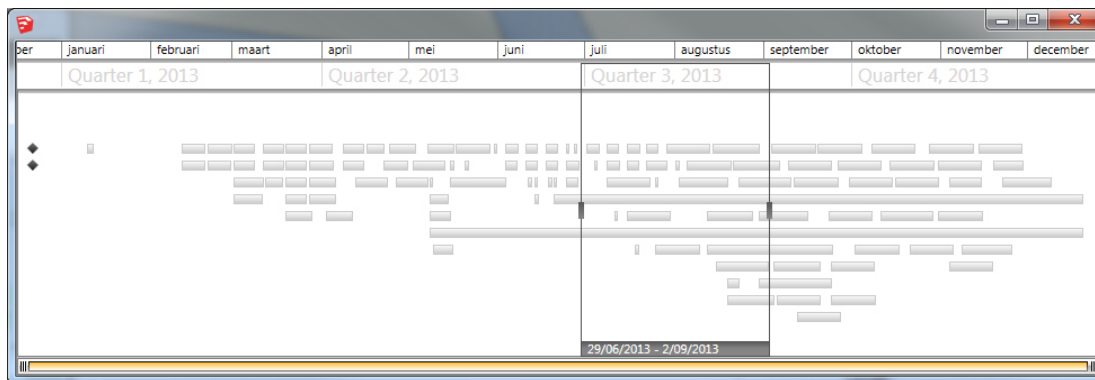 ber januari februari maart april mei juni juli augustus september oktober november december
Quarter 1, 2013 Quarter 2, 2013 Quarter 3, 2013 Quarter 4, 2013
29/06/2013 - 2/09/2013